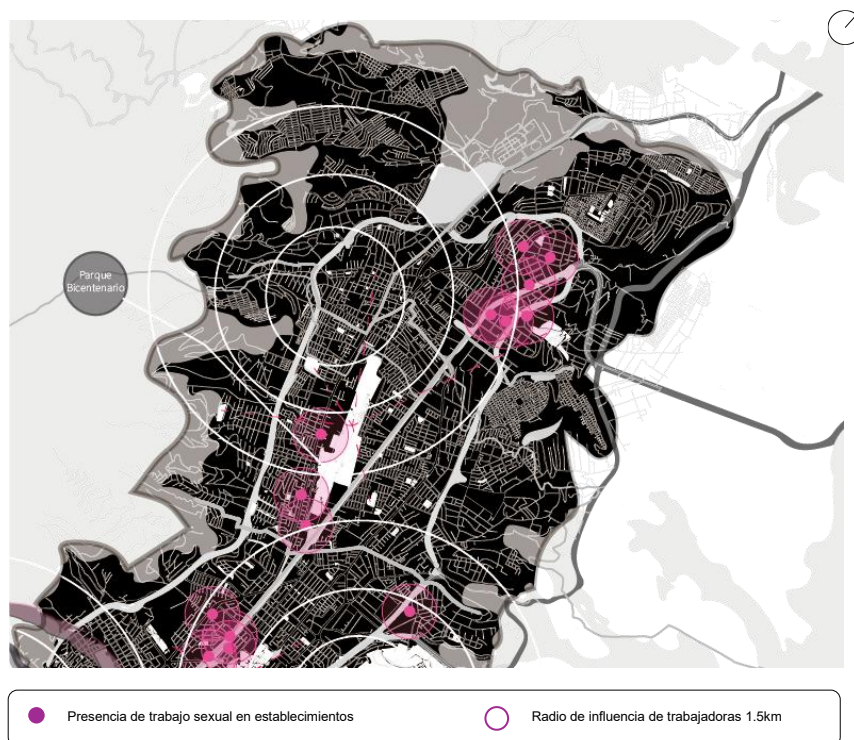 Parque
Bicentenario
Presencia de trabajo sexual en establecimientos
Radio de influencia de trabajadoras 1.5km